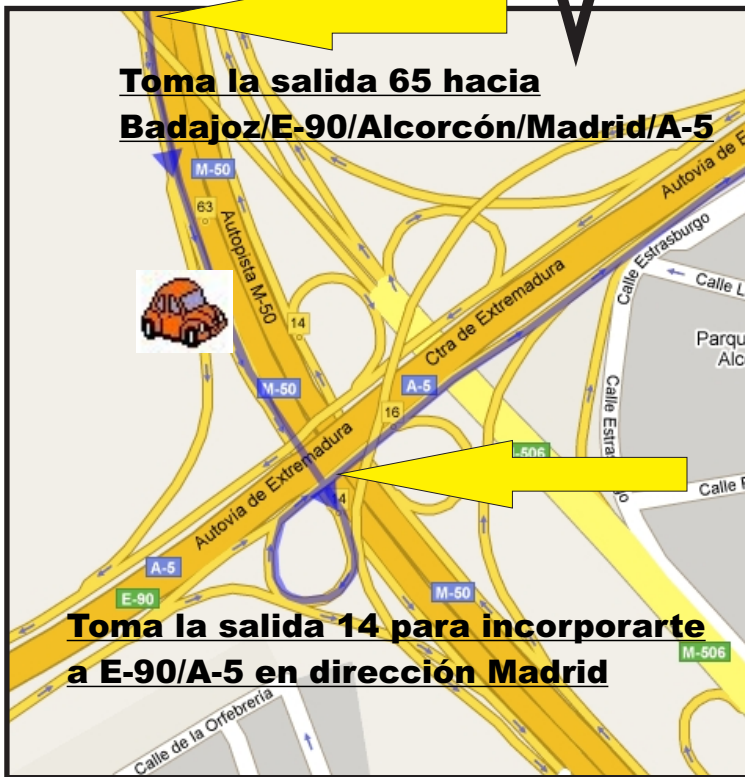 Toma la salida 65 hacia
Badajoz/E-90/Alcorcón/Madrid/A-5
M-50
Autovía de E
63
Autopista M-50
Calle Estrasburgo
Calle L
14
Ctra de Extremadura
Parqu
Alc
M-50
A-5
16
Calle Estrasburgo
-506
Autovía de Extremadura
4
Calle F
A-5
E-90
M-50
Toma la salida 14 para incorporarte
a E-90/A-5 en dirección Madrid
M-506
Calle de la Orfebrería